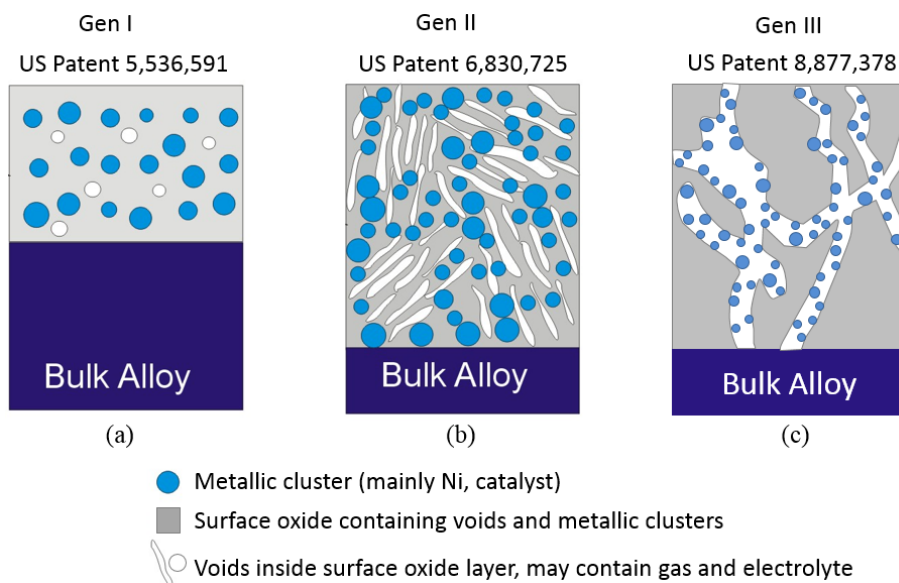 Gen I
US Patent 5,536,591
Gen II
US Patent 6,830,725
Gen III
US Patent 8,877,378
Bulk Alloy
Bulk Alloy
Bulk Alloy
(a)
(b)
(c)
Metallic cluster (mainly Ni, catalyst)
Surface oxide containing voids and metallic clusters
Voids inside surface oxide layer, may contain gas and electrolyte